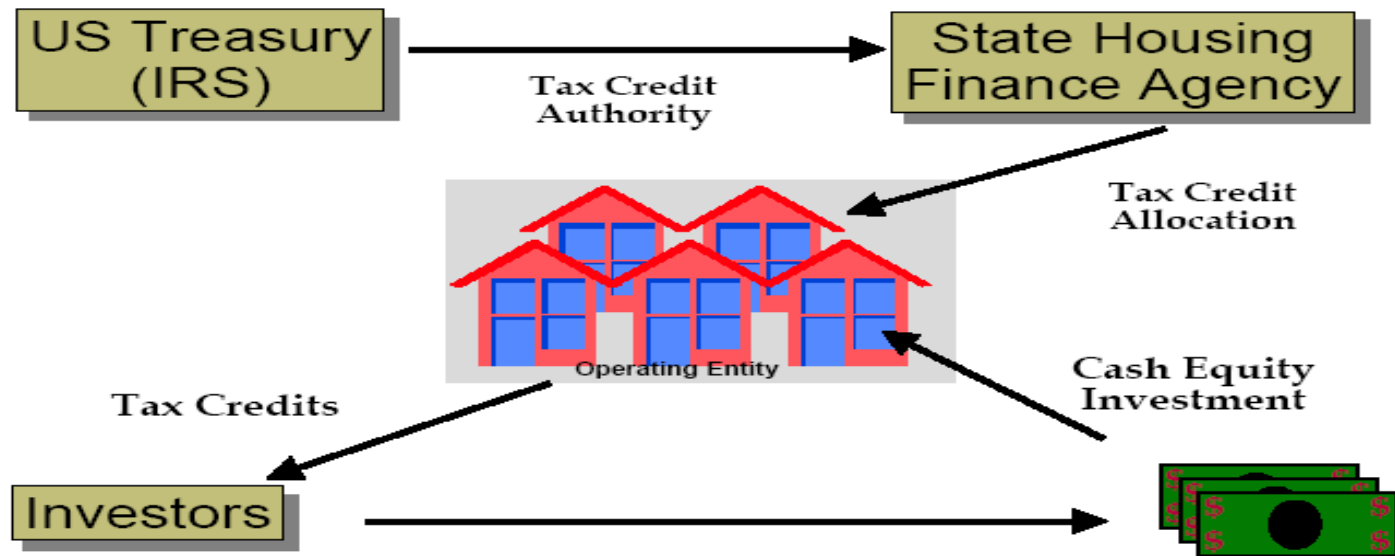 US Treasury
(IRS)
State Housing
Finance Agency
Tax Credit
Authority
Tax Credit
Allocation
Operating Entity
Cash Equity
Investment
Tax Credits
Investors
$ $
$ $
$ $
$ $